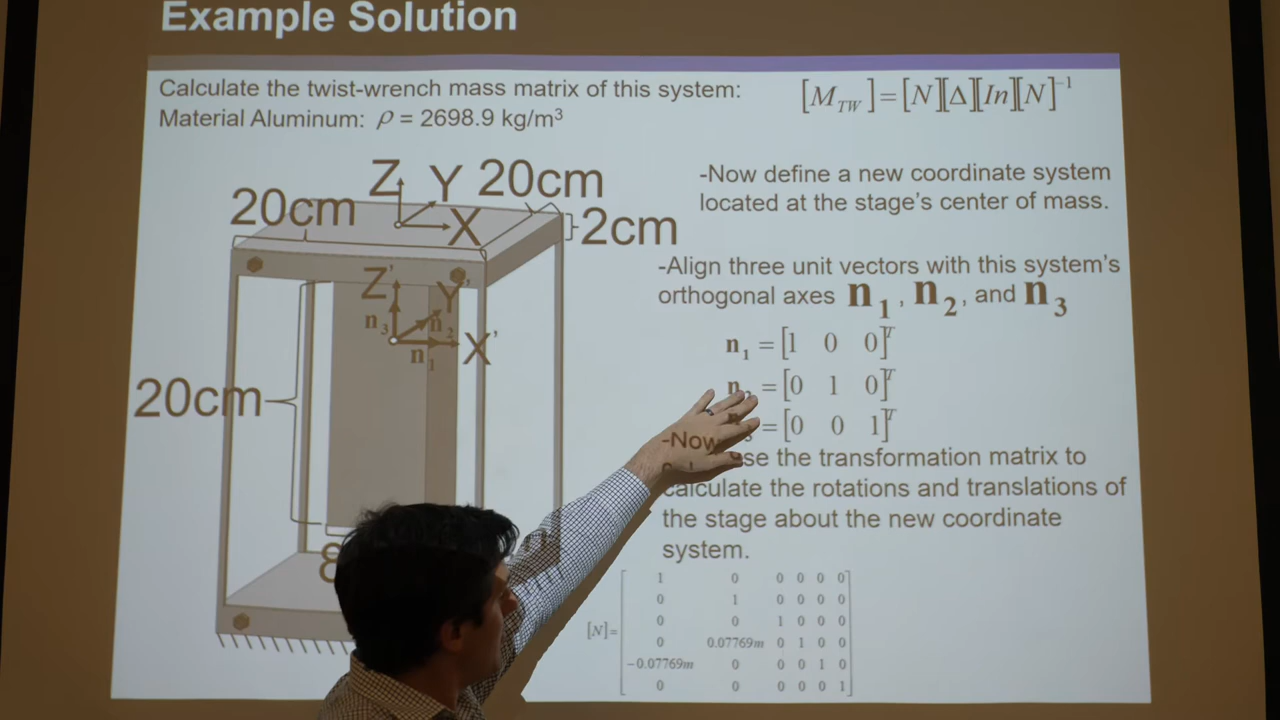 Example Solution
Calculate the twist-wrench mass matrix of this system:
Material Aluminum: ρ = 2698.9 kg/m³
[M_TW]=[N][Δ][In][N]⁻¹
Z Y 20cm
20cm X 2cm
-Now define a new coordinate system
located at the stage's center of mass.
-Align three unit vectors with this system's
orthogonal axes n₁, n₂, and n₃
Z' Y'
n₃ n₂
n₁ X'
20cm
8
n₁ = [1 0 0]ᵀ
n = [0 1 0]ᵀ
= [0 0 1]ᵀ
-Now se the transformation matrix to
calculate the rotations and translations of
the stage about the new coordinate
system.
[N]=
1 0 0 0 0 0
0 1 0 0 0 0
0 0 1 0 0 0
0 0.07769m 0 1 0 0
−0.07769m 0 0 0 1 0
0 0 0 0 0 1